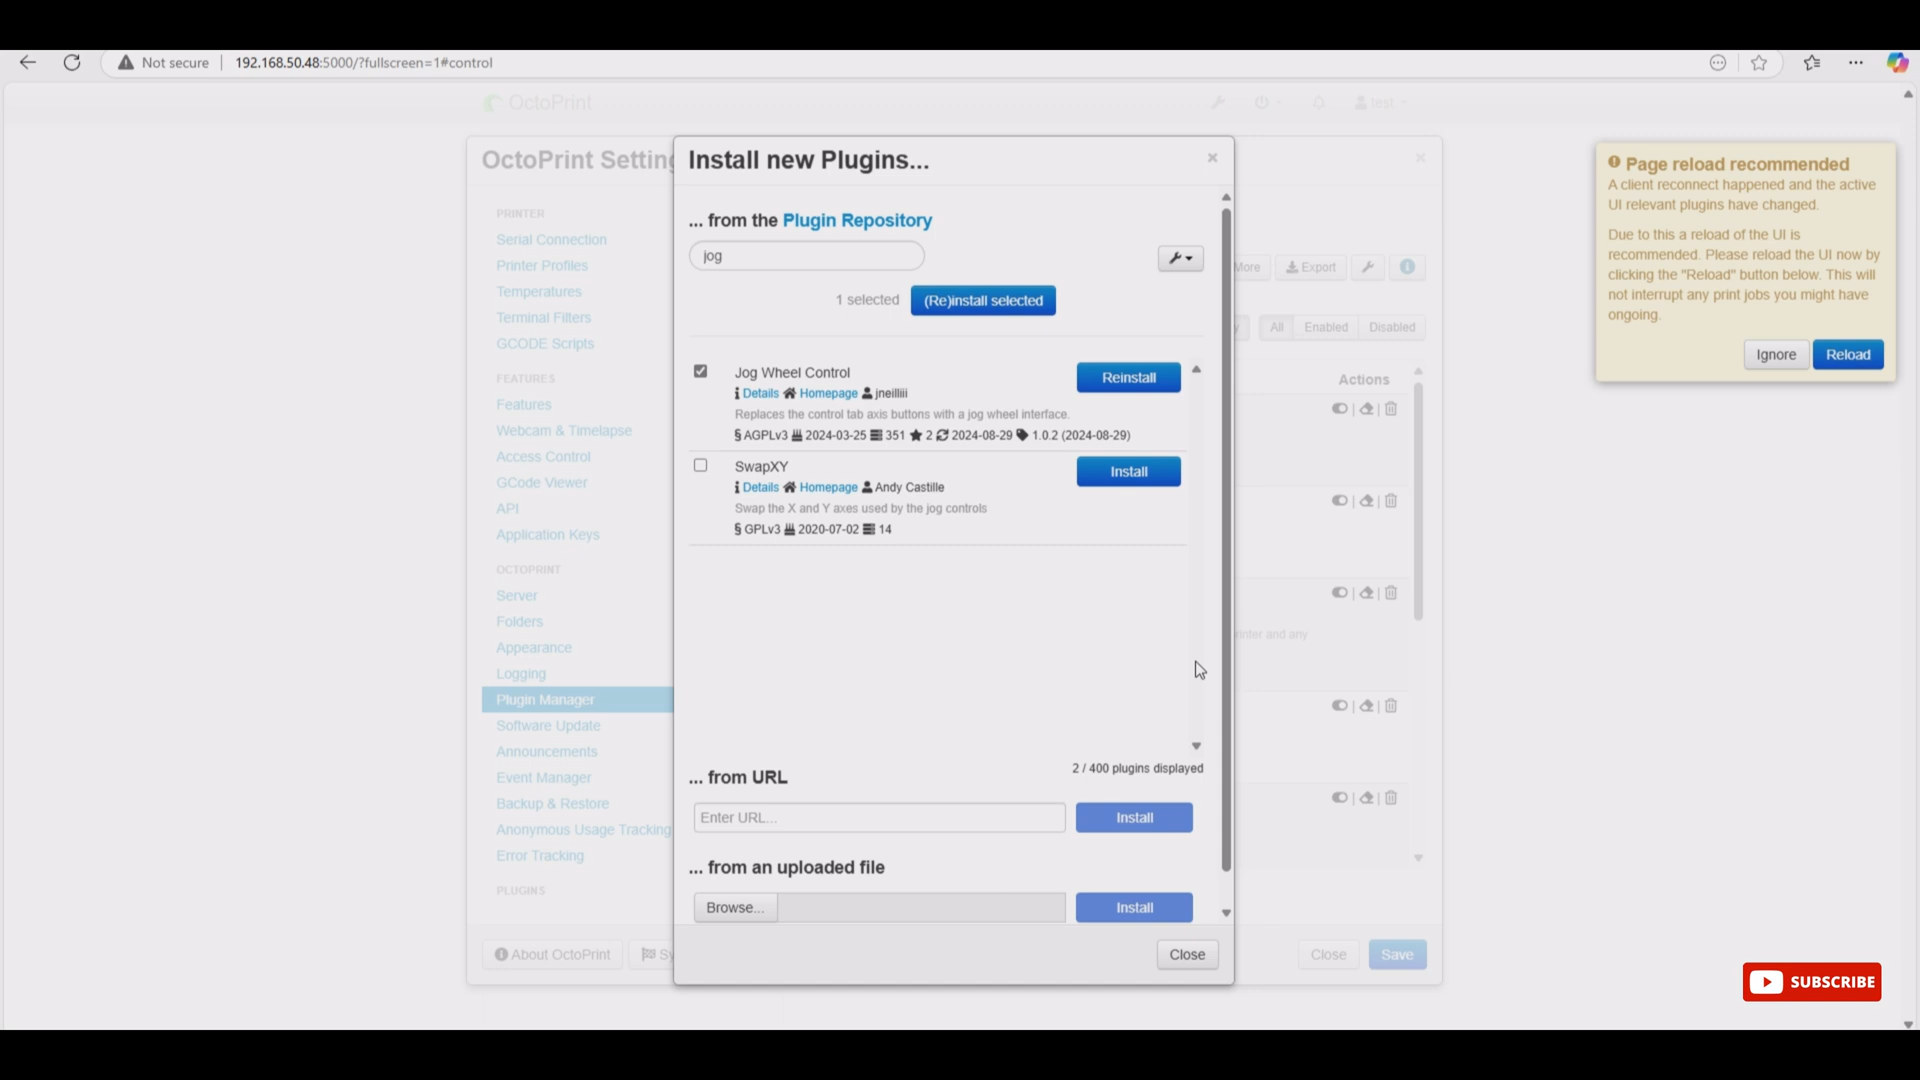 Not secure 192.168.50.48:5000/?fullscreen=1#control
OctoPrint
test
OctoPrint Setting
PRINTER
Serial Connection
Printer Profiles
Temperatures
Terminal Filters
GCODE Scripts
FEATURES
Features
Webcam & Timelapse
Access Control
GCode Viewer
API
Application Keys
OCTOPRINT
Server
Folders
Appearance
Logging
Plugin Manager
Software Update
Announcements
Event Manager
Backup & Restore
Anonymous Usage Tracking
Error Tracking
PLUGINS
About OctoPrint
Sy
Install new Plugins...
... from the Plugin Repository
jog
1 selected (Re)install selected
Jog Wheel Control
Reinstall
Details Homepage jneilliii
Replaces the control tab axis buttons with a jog wheel interface.
§ AGPLv3 2024-03-25 351 2 2024-08-29 1.0.2 (2024-08-29)
SwapXY
Install
Details Homepage Andy Castille
Swap the X and Y axes used by the jog controls
§ GPLv3 2020-07-02 14
2 / 400 plugins displayed
... from URL
Enter URL...
Install
... from an uploaded file
Browse...
Install
Close
More
Export
y
All Enabled Disabled
Actions
rinter and any
Close
Save
Page reload recommended
A client reconnect happened and the active
UI relevant plugins have changed.
Due to this a reload of the UI is
recommended. Please reload the UI now by
clicking the "Reload" button below. This will
not interrupt any print jobs you might have
ongoing.
Ignore
Reload
SUBSCRIBE